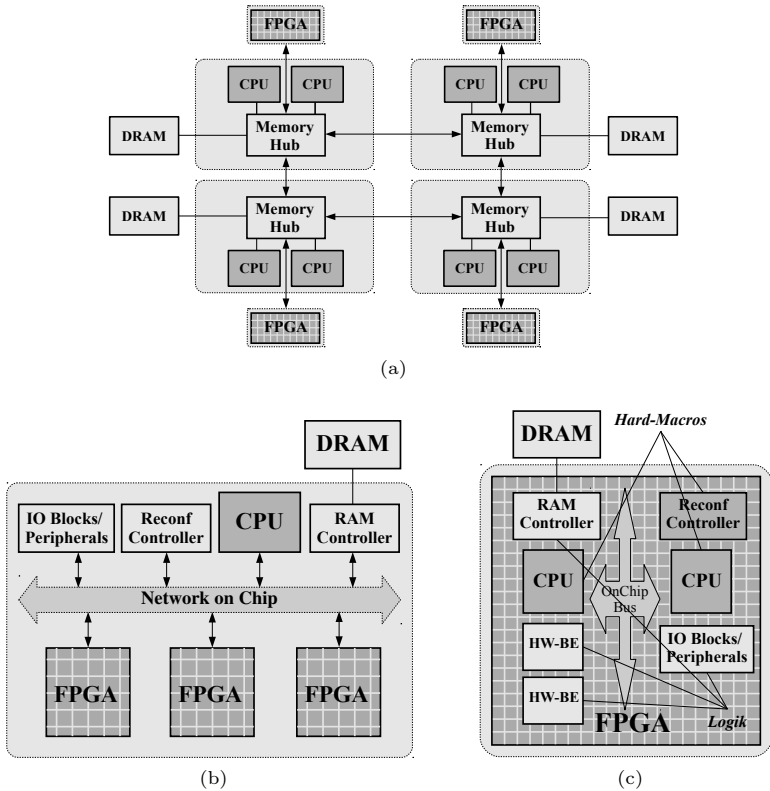 FPGA
FPGA
CPU
CPU
CPU
CPU
DRAM
Memory
Hub
Memory
Hub
DRAM
DRAM
Memory
Hub
Memory
Hub
DRAM
CPU
CPU
CPU
CPU
FPGA
FPGA
(a)
DRAM
IO Blocks/
Peripherals
Reconf
Controller
CPU
RAM
Controller
Network on Chip
FPGA
FPGA
FPGA
(b)
Hard-Macros
DRAM
RAM
Controller
Reconf
Controller
CPU
OnChip
Bus
CPU
HW-BE
IO Blocks/
Peripherals
HW-BE
FPGA
Logik
(c)